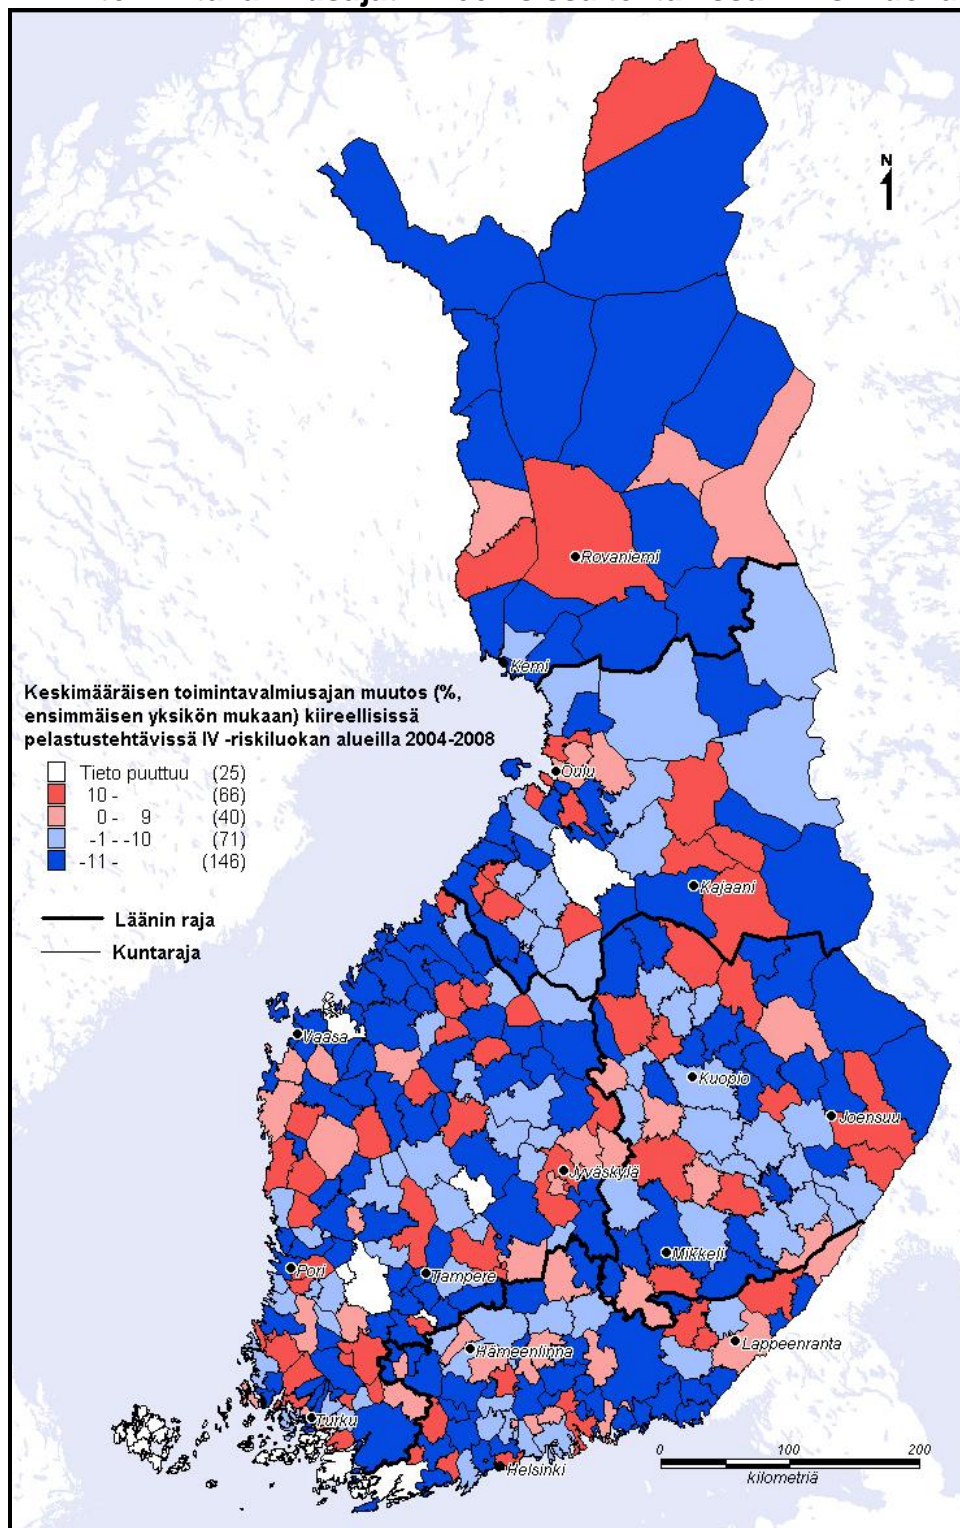 N
Rovaniemi
Kemi
Keskimääräisen toimintavalmiusajan muutos (%,
ensimmäisen yksikön mukaan) kiireellisissä
pelastustehtävissä IV -riskiluokan alueilla 2004-2008
Tieto puuttuu (25)
10 - (66)
0 - 9 (40)
-1 - -10 (71)
-11 - (146)
Läänin raja
Kuntaraja
Oulu
Kajaani
Vaasa
Kuopio
Joensuu
Jyväskylä
Mikkeli
Pori
Tampere
Lappeenranta
Hämeenlinna
Turku
Helsinki
0 100 200
kilometriä